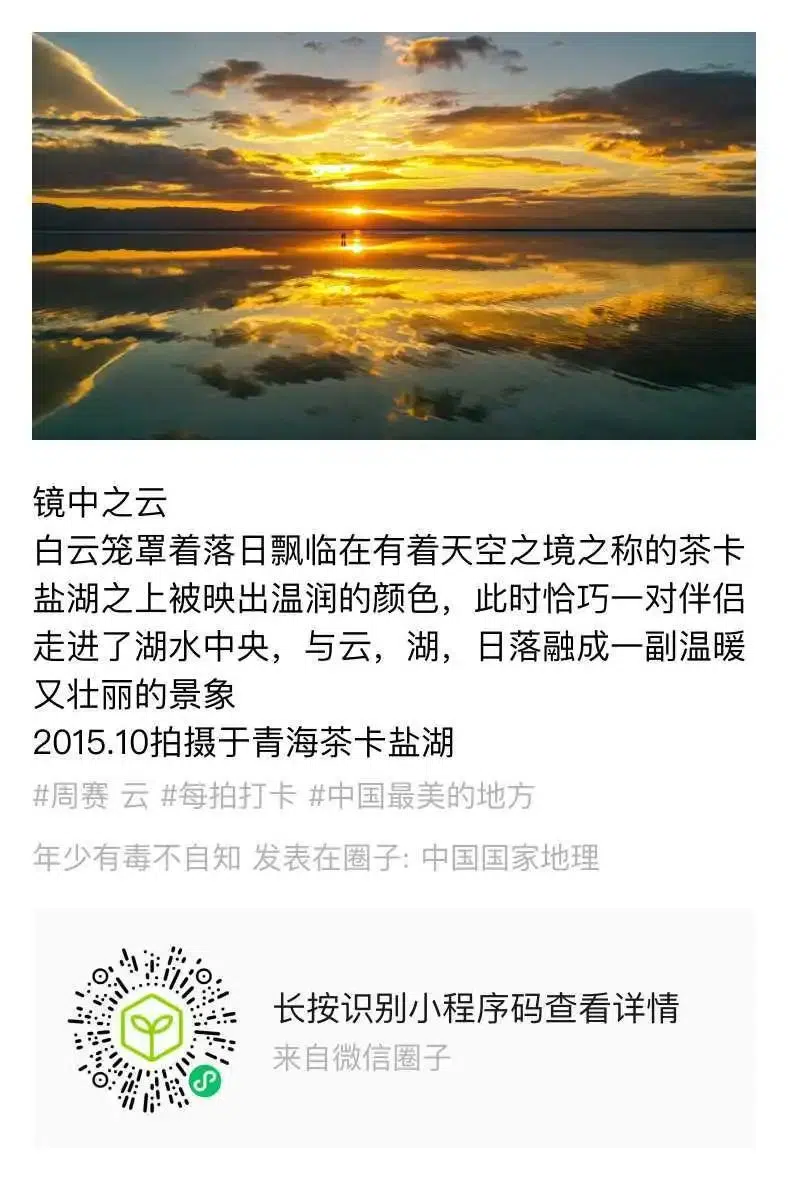 镜中之云
白云笼罩着落日飘临在有着天空之境之称的茶卡
盐湖之上被映出温润的颜色，此时恰巧一对伴侣
走进了湖水中央，与云，湖，日落融成一副温暖
又壮丽的景象
2015.10拍摄于青海茶卡盐湖
#周赛 云 #每拍打卡 #中国最美的地方
年少有毒不自知 发表在圈子: 中国国家地理
长按识别小程序码查看详情
来自微信圈子